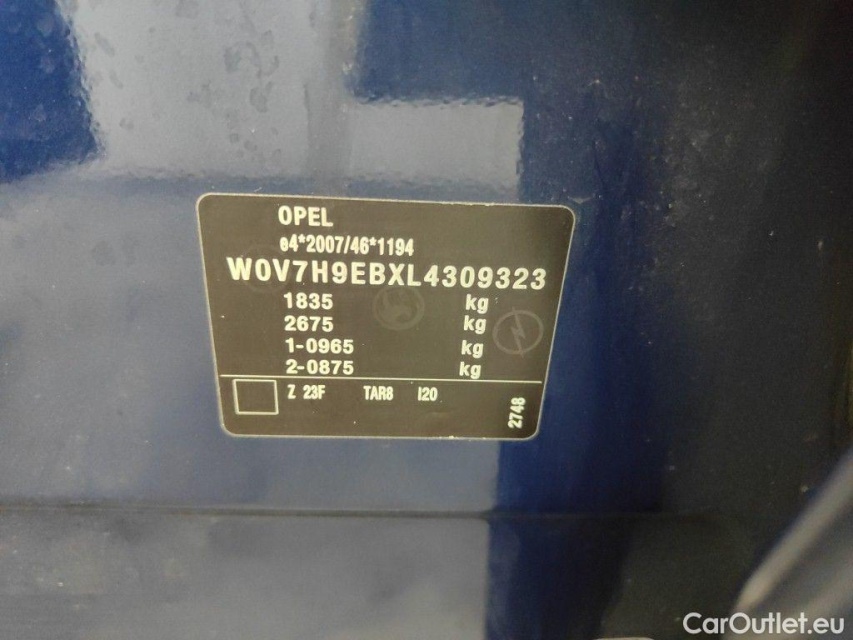 OPEL
e4*2007/46*1194
W0V7H9EBXL4309323
1835 kg
2675 kg
1-0965 kg
2-0875 kg
Z 23F TAR8 I20
2748
CarOutlet.eu